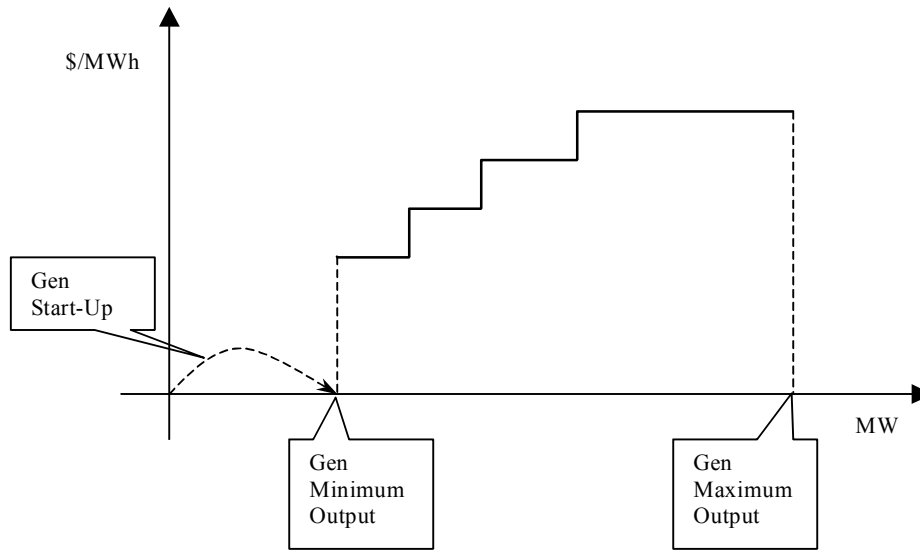 $/MWh
Gen
Start-Up
MW
Gen
Minimum
Output
Gen
Maximum
Output